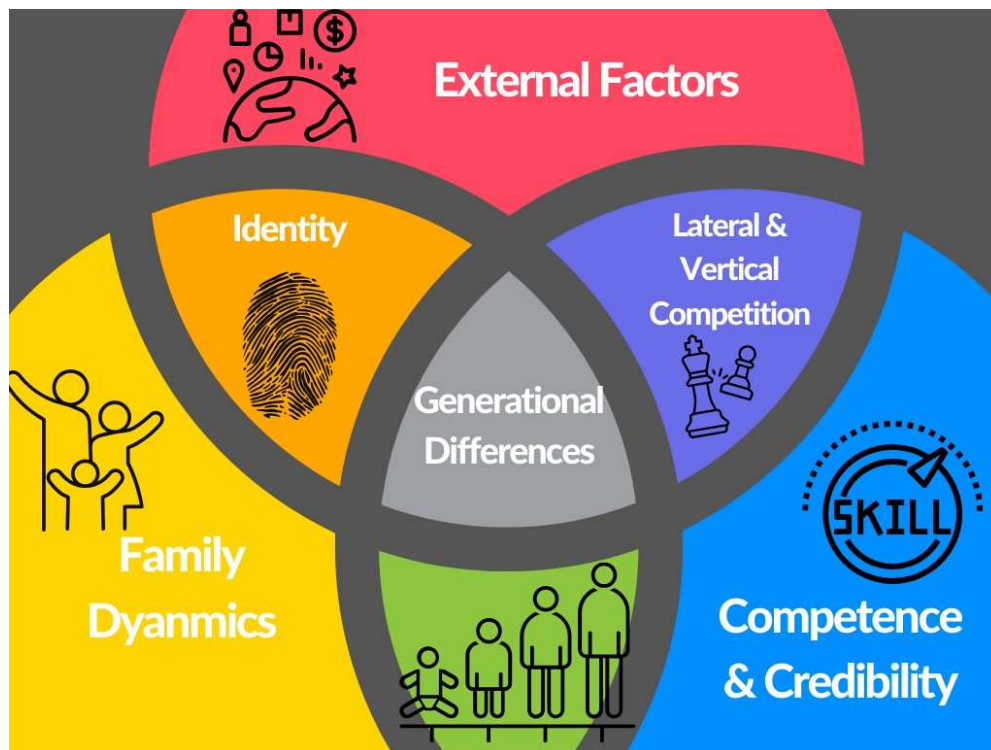 External Factors
Identity
Lateral &
Vertical
Competition
Generational
Differences
SKILL
Family
Dyanmics
Competence
& Credibility
$